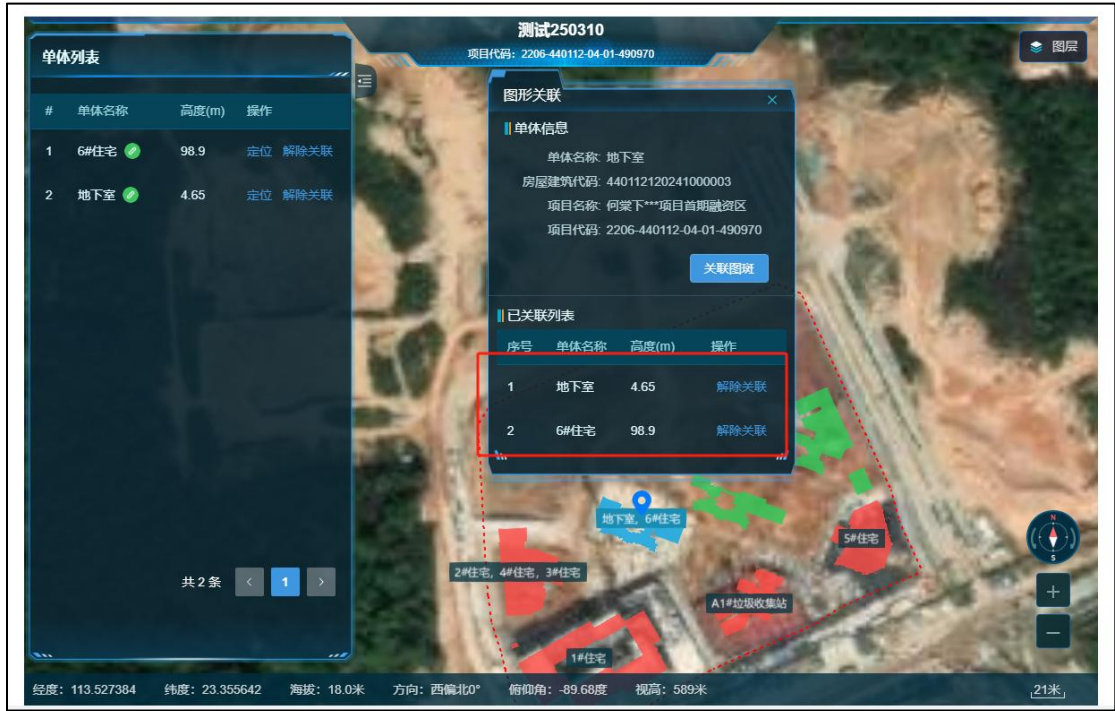 测试250310
项目代码：2206-440112-04-01-490970
图层
单体列表
# 单体名称 高度(m) 操作
1 6#住宅 98.9 定位 解除关联
2 地下室 4.65 定位 解除关联
共 2 条 < 1 >
图形关联 ×
单体信息
单体名称: 地下室
房屋建筑代码: 440112120241000003
项目名称: 何棠下***项目首期融资区
项目代码: 2206-440112-04-01-490970
关联图斑
已关联列表
序号 单体名称 高度(m) 操作
1 地下室 4.65 解除关联
2 6#住宅 98.9 解除关联
地下室, 6#住宅
5#住宅
2#住宅, 4#住宅, 3#住宅
A1#垃圾收集站
1#住宅
N
S
+
−
经度：113.527384 纬度：23.355642 海拔：18.0米 方向：西偏北0° 俯仰角：-89.68度 视高：589米 21米